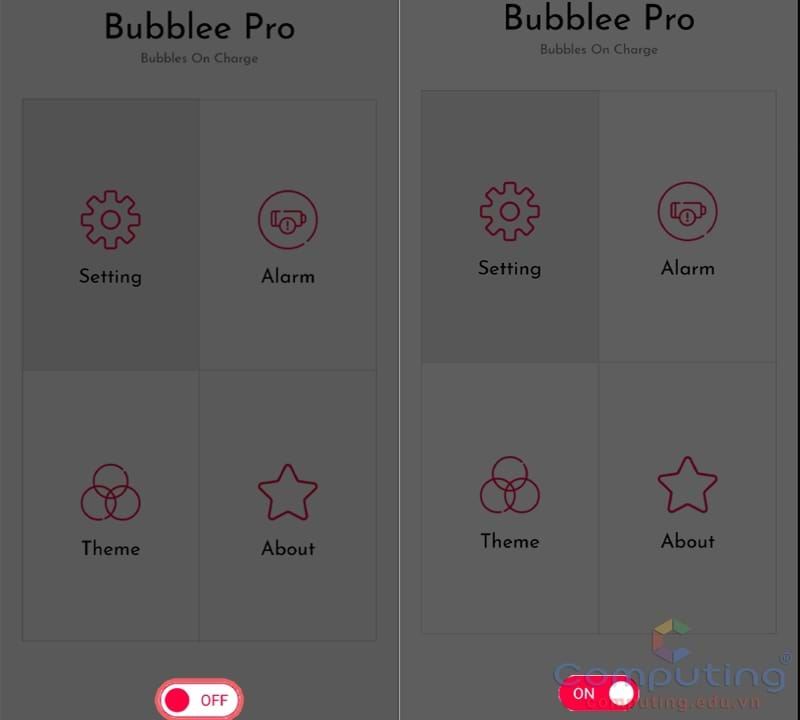 Bubblee Pro
Bubbles On Charge
Setting
Alarm
Theme
About
OFF
Bubblee Pro
Bubbles On Charge
Setting
Alarm
Theme
About
ON
Computing®
computing.edu.vn